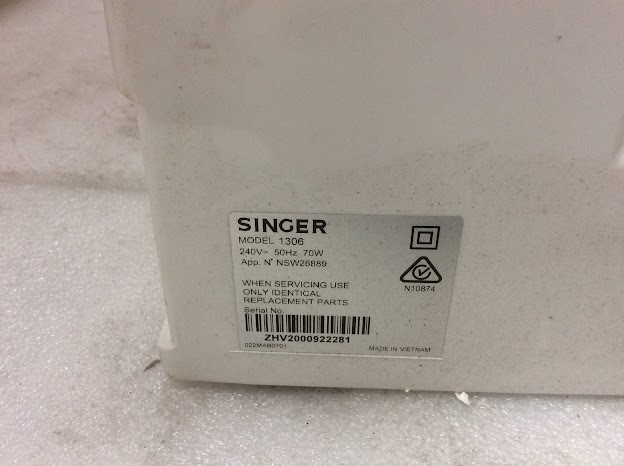 SINGER
MODEL 1306
240V~ 50Hz 70W
App. N° NSW26889
N10874
WHEN SERVICING USE
ONLY IDENTICAL
REPLACEMENT PARTS
Serial No.
ZHV2000922281
022MAB0701
MADE IN VIETNAM